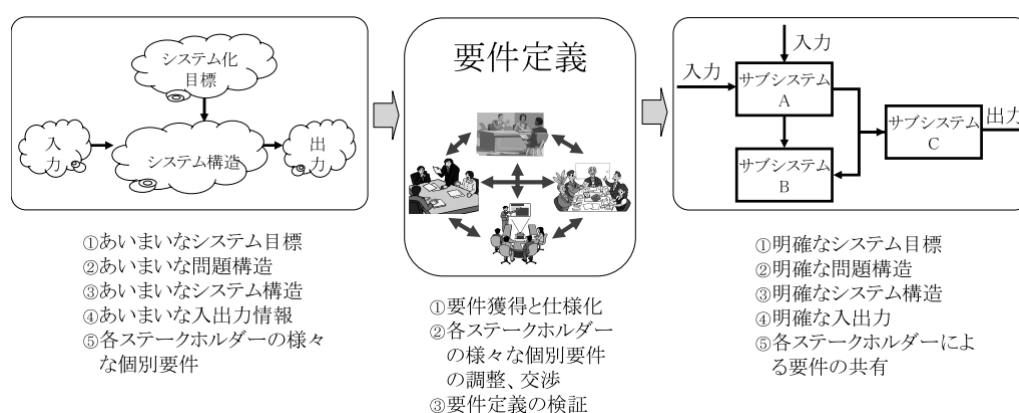 システム化
目標
入
力
システム構造
出
力
①あいまいなシステム目標
②あいまいな問題構造
③あいまいなシステム構造
④あいまいな入出力情報
⑤各ステークホルダーの様々
な個別要件
要件定義
①要件獲得と仕様化
②各ステークホルダー
の様々な個別要件
の調整、交渉
③要件定義の検証
入力
入力
サブシステム
A
サブシステム
B
サブシステム
C
出力
①明確なシステム目標
②明確な問題構造
③明確なシステム構造
④明確な入出力
⑤各ステークホルダーによ
る要件の共有